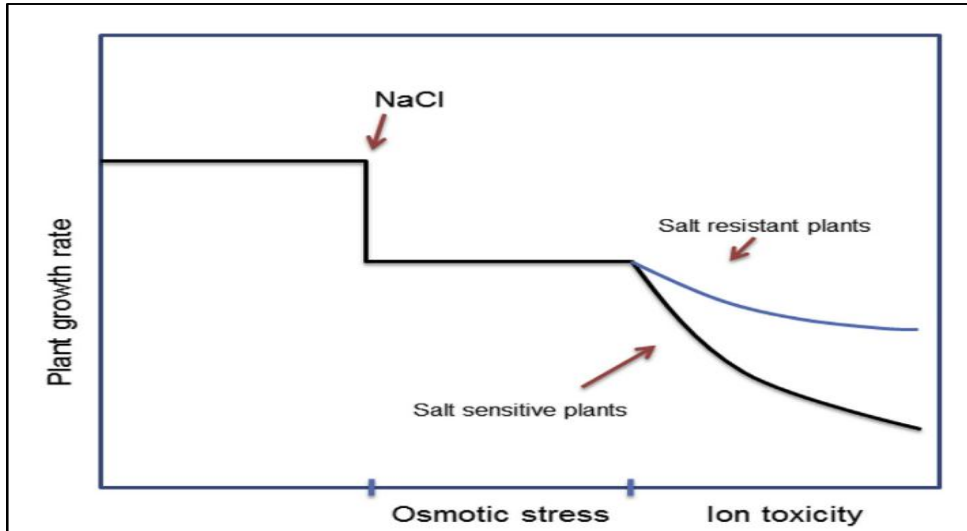 NaCl
Plant growth rate
Salt resistant plants
Salt sensitive plants
Osmotic stress
Ion toxicity